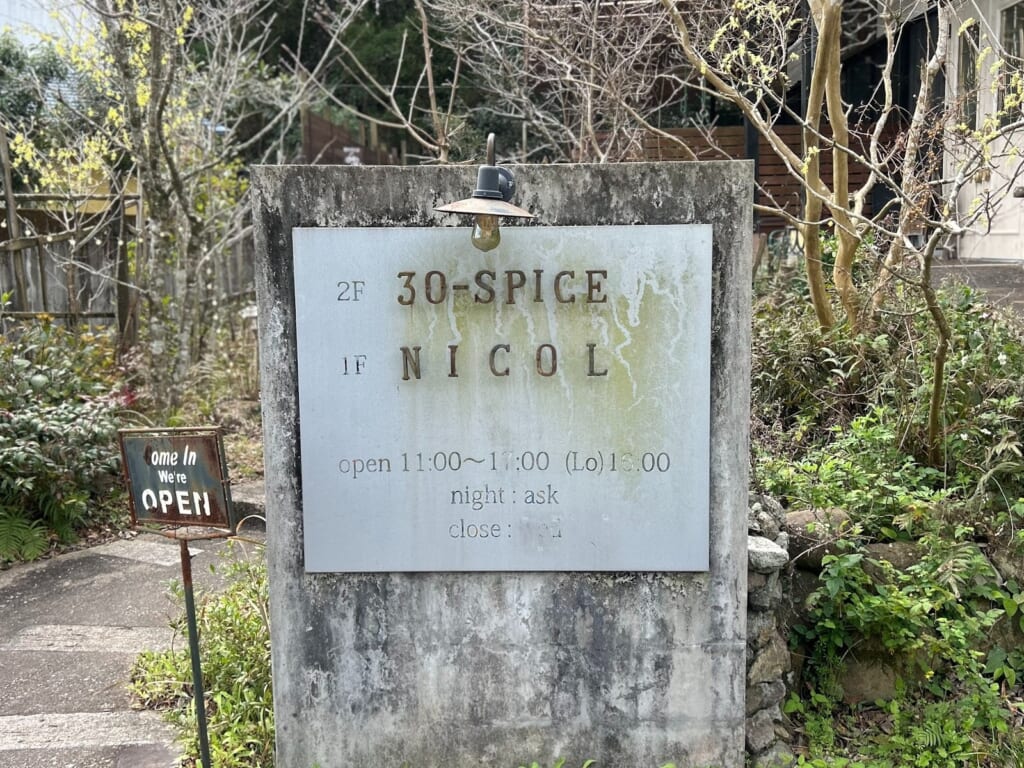 2F 30-SPICE
1F NICOL
open 11:00～17:00 (Lo)16:00
night : ask
close :
ome In
We're
OPEN